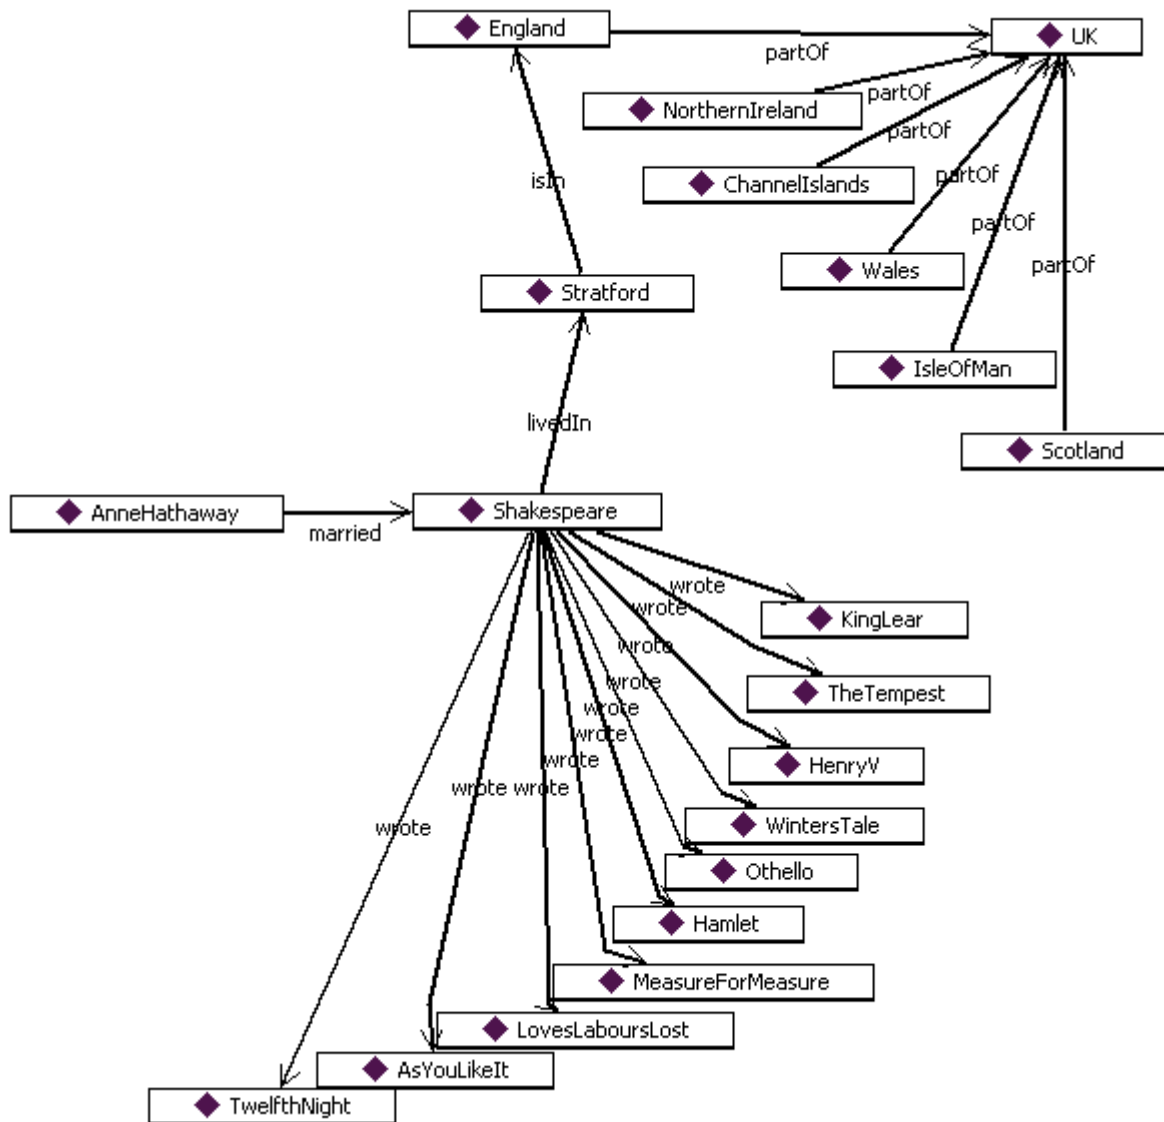 England
UK
partOf
NorthernIreland
partOf
partOf
ChannelIslands
partOf
isIn
partOf
Wales
partOf
Stratford
IsleOfMan
livedIn
Scotland
AnneHathaway
Shakespeare
married
wrote
wrote
KingLear
wrote
wrote
TheTempest
wrote
wrote
wrote
HenryV
wrote wrote
wrote
WintersTale
Othello
Hamlet
MeasureForMeasure
LovesLaboursLost
AsYouLikeIt
TwelfthNight